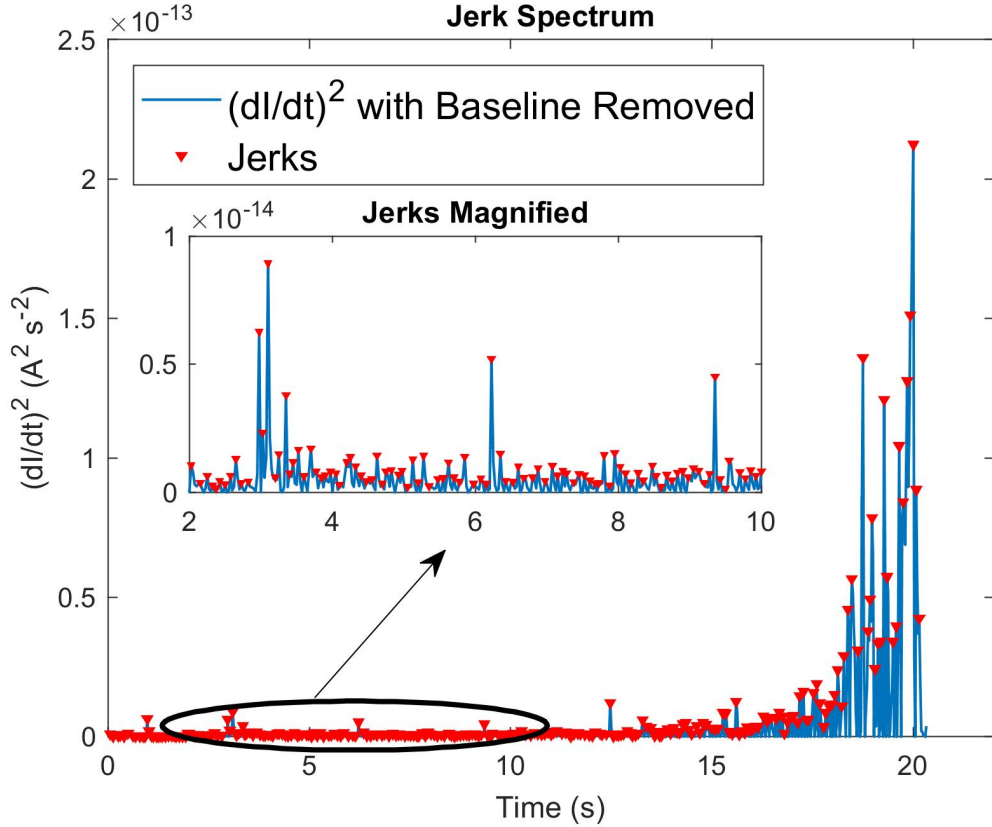 Jerk Spectrum
×10⁻¹³
2.5
2
1.5
1
0.5
0
(dI/dt)² (A² s⁻²)
(dI/dt)² with Baseline Removed
Jerks
Jerks Magnified
×10⁻¹⁴
1
0.5
0
2 4 6 8 10
0 5 10 15 20
Time (s)